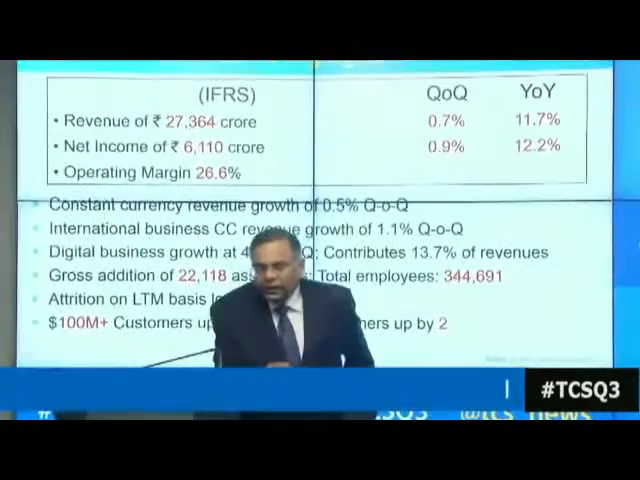 (IFRS) QoQ YoY
• Revenue of ₹ 27,364 crore 0.7% 11.7%
• Net Income of ₹ 6,110 crore 0.9% 12.2%
• Operating Margin 26.6%
Constant currency revenue growth of 0.5% Q-o-Q
International business CC revenue growth of 1.1% Q-o-Q
Digital business growth at Q; Contributes 13.7% of revenues
Gross addition of 22,118 Total employees: 344,691
Attrition on LTM basis
$100M+ Customers up by 2
#TCSQ3
@tcs_news